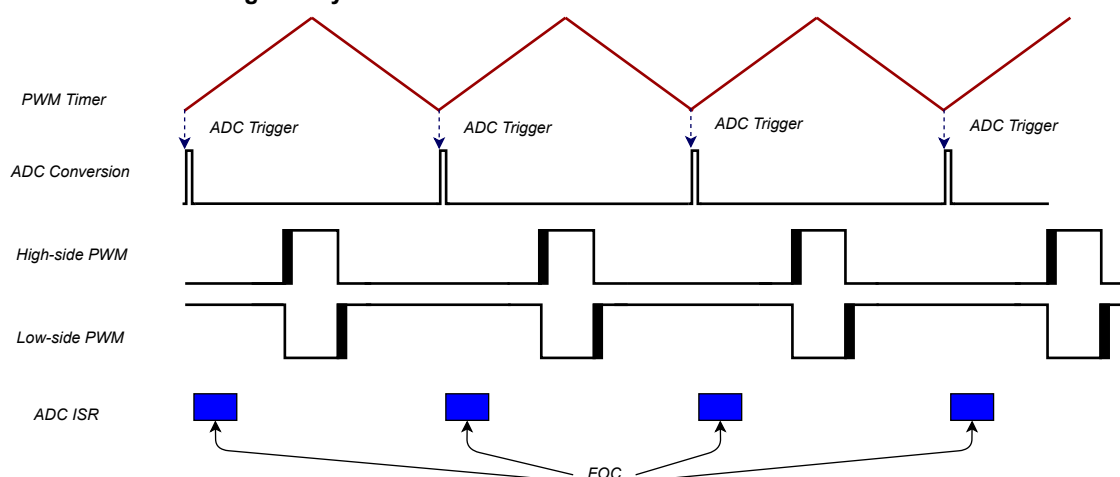 PWM Timer
ADC Trigger
ADC Trigger
ADC Trigger
ADC Trigger
ADC Conversion
High-side PWM
Low-side PWM
ADC ISR
FOC